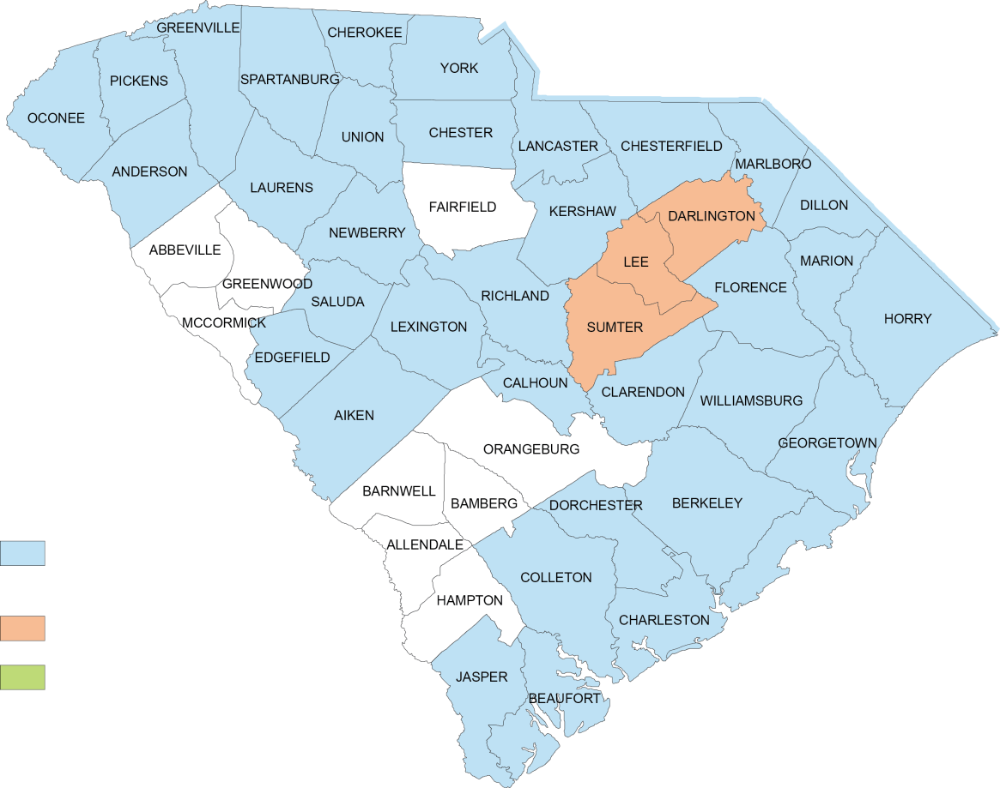 GREENVILLE
CHEROKEE
YORK
PICKENS
SPARTANBURG
OCONEE
UNION
CHESTER
LANCASTER
CHESTERFIELD
MARLBORO
ANDERSON
LAURENS
FAIRFIELD
KERSHAW
DARLINGTON
DILLON
NEWBERRY
ABBEVILLE
LEE
MARION
GREENWOOD
SALUDA
RICHLAND
FLORENCE
MCCORMICK
LEXINGTON
SUMTER
HORRY
EDGEFIELD
CALHOUN
CLARENDON
WILLIAMSBURG
AIKEN
ORANGEBURG
GEORGETOWN
BARNWELL
BAMBERG
DORCHESTER
BERKELEY
ALLENDALE
COLLETON
HAMPTON
CHARLESTON
JASPER
BEAUFORT